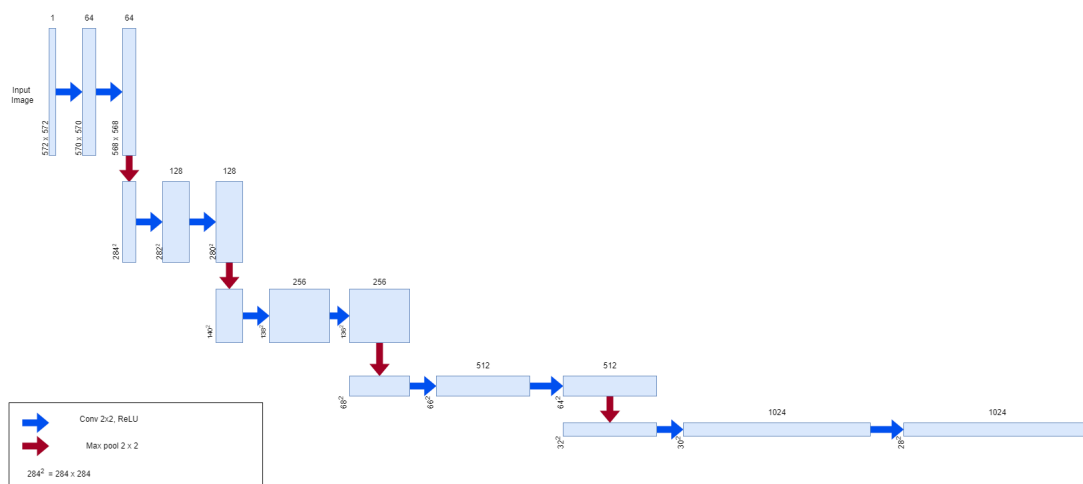 1 64 64
Input
Image
572 x 572 570 x 570 568 x 568
128 128
284² 282² 280²
256 256
140² 138² 136²
512 512
68² 66² 64²
1024 1024
32² 30² 28²
Conv 2x2, ReLU
Max pool 2 x 2
284² = 284 x 284